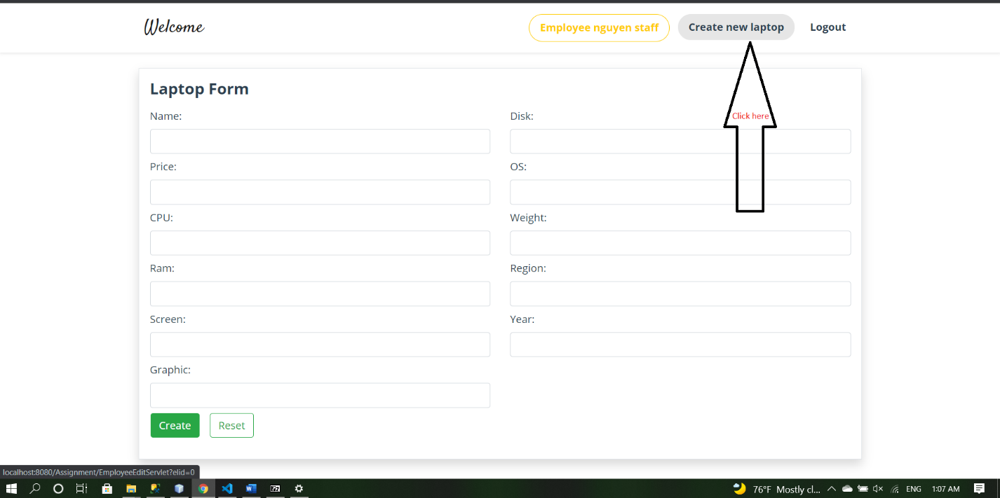 Welcome
Employee nguyen staff
Create new laptop
Logout
Click here
Laptop Form
Name:
Disk:
Price:
OS:
CPU:
Weight:
Ram:
Region:
Screen:
Year:
Graphic:
Create
Reset
localhost:8080/Assignment/EmployeeEditServlet?elid=0
76°F Mostly cl...
ENG
1:07 AM